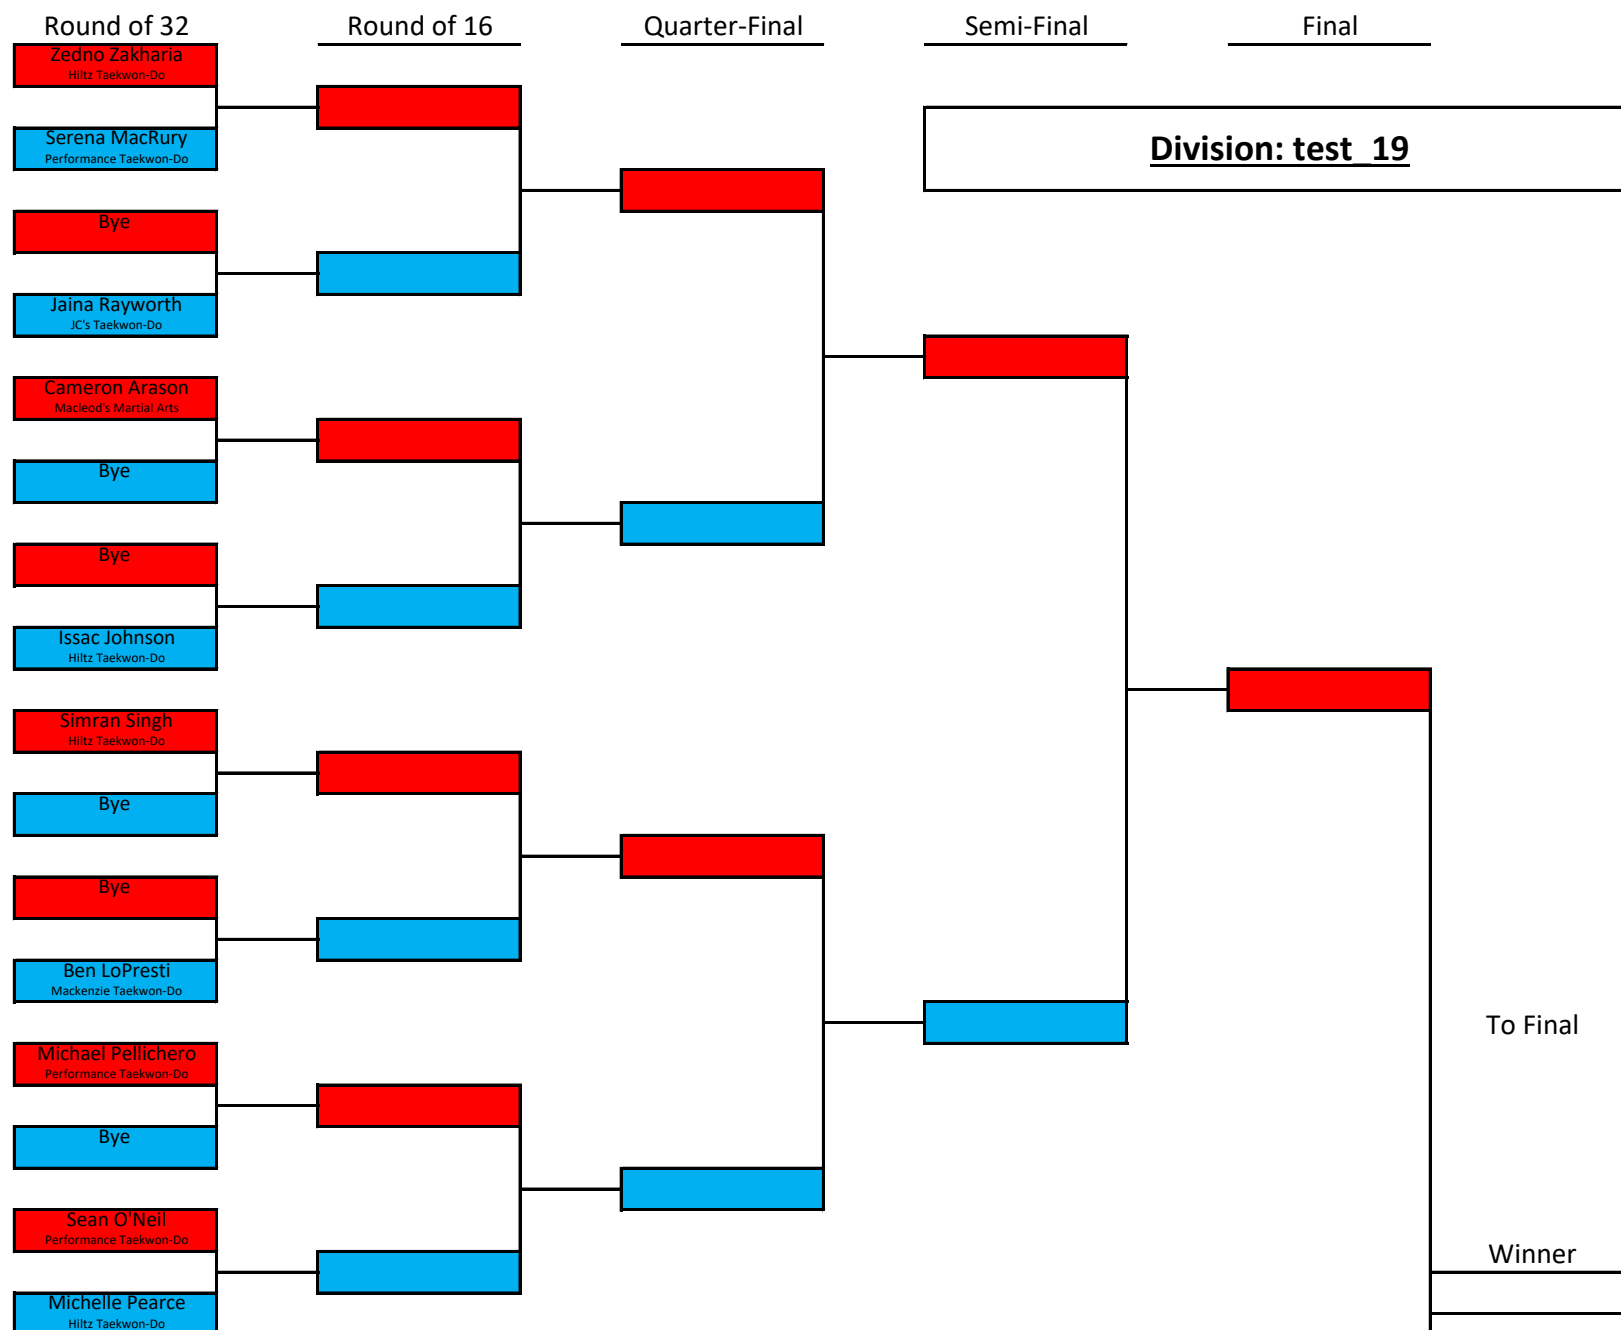 Round of 32
Round of 16
Quarter-Final
Semi-Final
Final
Zedno Zakharia
Hiltz Taekwon-Do
Division: test_19
Serena MacRury
Performance Taekwon-Do
Bye
Jaina Rayworth
JC's Taekwon-Do
Cameron Arason
Macleod's Martial Arts
Bye
Bye
Issac Johnson
Hiltz Taekwon-Do
Simran Singh
Hiltz Taekwon-Do
Bye
Bye
Ben LoPresti
Mackenzie Taekwon-Do
To Final
Michael Pellichero
Performance Taekwon-Do
Bye
Sean O'Neil
Performance Taekwon-Do
Winner
Michelle Pearce
Hiltz Taekwon-Do